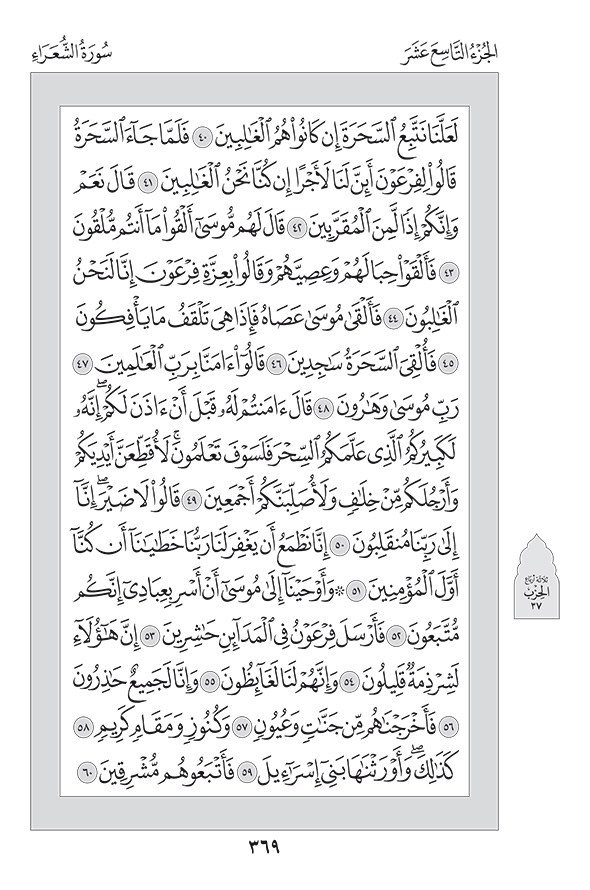 الجُزْءُ التَّاسِعَ عَشَرَ
سُورَةُ الشُّعَرَاءِ
لَعَلَّنَا نَتَّبِعُ ٱلسَّحَرَةَ إِن كَانُوا۟ هُمُ ٱلْغَٰلِبِينَ ٤٠ فَلَمَّا جَآءَ ٱلسَّحَرَةُ
قَالُوا۟ لِفِرْعَوْنَ أَئِنَّ لَنَا لَأَجْرًا إِن كُنَّا نَحْنُ ٱلْغَٰلِبِينَ ٤١ قَالَ نَعَمْ
وَإِنَّكُمْ إِذًا لَّمِنَ ٱلْمُقَرَّبِينَ ٤٢ قَالَ لَهُم مُّوسَىٰٓ أَلْقُوا۟ مَآ أَنتُم مُّلْقُونَ
٤٣ فَأَلْقَوْا۟ حِبَالَهُمْ وَعِصِيَّهُمْ وَقَالُوا۟ بِعِزَّةِ فِرْعَوْنَ إِنَّا لَنَحْنُ
ٱلْغَٰلِبُونَ ٤٤ فَأَلْقَىٰ مُوسَىٰ عَصَاهُ فَإِذَا هِىَ تَلْقَفُ مَا يَأْفِكُونَ
٤٥ فَأُلْقِىَ ٱلسَّحَرَةُ سَٰجِدِينَ ٤٦ قَالُوٓا۟ ءَامَنَّا بِرَبِّ ٱلْعَٰلَمِينَ ٤٧
رَبِّ مُوسَىٰ وَهَٰرُونَ ٤٨ قَالَ ءَامَنتُمْ لَهُۥ قَبْلَ أَنْ ءَاذَنَ لَكُمْ ۖ إِنَّهُۥ
لَكَبِيرُكُمُ ٱلَّذِى عَلَّمَكُمُ ٱلسِّحْرَ فَلَسَوْفَ تَعْلَمُونَ ۚ لَأُقَطِّعَنَّ أَيْدِيَكُمْ
وَأَرْجُلَكُم مِّنْ خِلَٰفٍ وَلَأُصَلِّبَنَّكُمْ أَجْمَعِينَ ٤٩ قَالُوا۟ لَا ضَيْرَ ۖ إِنَّآ
إِلَىٰ رَبِّنَا مُنقَلِبُونَ ٥٠ إِنَّا نَطْمَعُ أَن يَغْفِرَ لَنَا رَبُّنَا خَطَٰيَٰنَآ أَن كُنَّآ
أَوَّلَ ٱلْمُؤْمِنِينَ ٥١ ۞ وَأَوْحَيْنَآ إِلَىٰ مُوسَىٰٓ أَنْ أَسْرِ بِعِبَادِىٓ إِنَّكُم
مُّتَّبَعُونَ ٥٢ فَأَرْسَلَ فِرْعَوْنُ فِى ٱلْمَدَآئِنِ حَٰشِرِينَ ٥٣ إِنَّ هَٰٓؤُلَآءِ
لَشِرْذِمَةٌ قَلِيلُونَ ٥٤ وَإِنَّهُمْ لَنَا لَغَآئِظُونَ ٥٥ وَإِنَّا لَجَمِيعٌ حَٰذِرُونَ
٥٦ فَأَخْرَجْنَٰهُم مِّن جَنَّٰتٍ وَعُيُونٍ ٥٧ وَكُنُوزٍ وَمَقَامٍ كَرِيمٍ ٥٨
كَذَٰلِكَ ۖ وَأَوْرَثْنَٰهَا بَنِىٓ إِسْرَٰٓءِيلَ ٥٩ فَأَتْبَعُوهُم مُّشْرِقِينَ ٦٠
ثَلَاثَةُ أَرْبَاعِ
الحِزْبِ
٣٧
٣٦٩